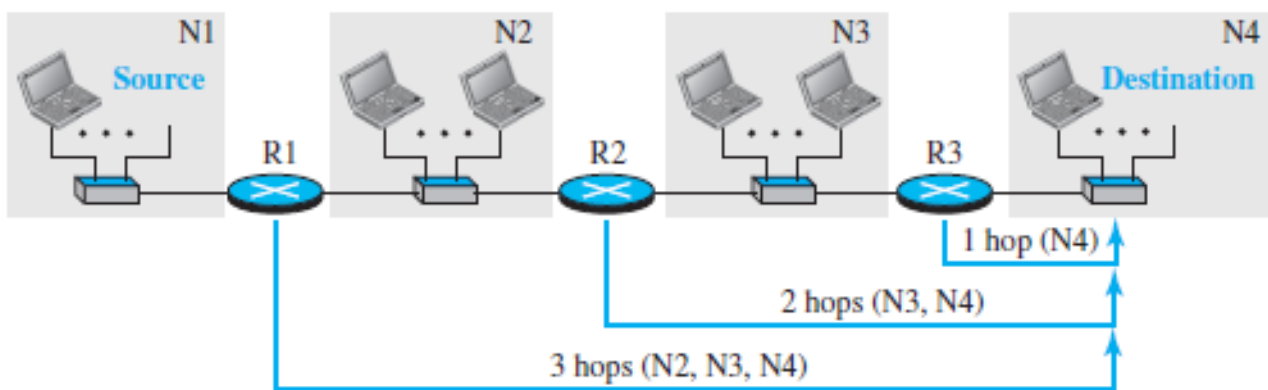 N1
Source
N2
N3
N4
Destination
R1
R2
R3
1 hop (N4)
2 hops (N3, N4)
3 hops (N2, N3, N4)